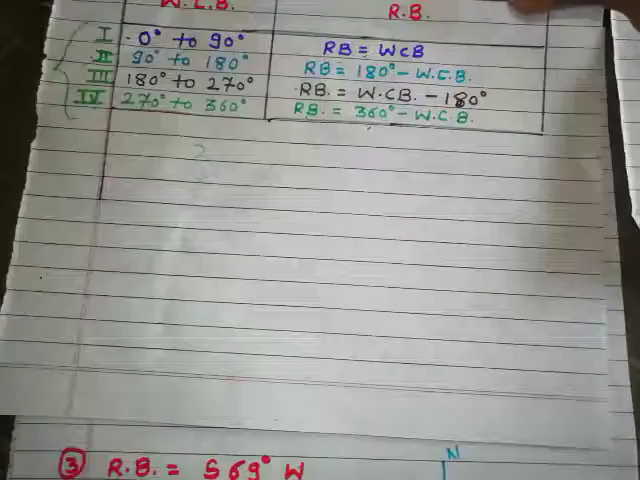 W.C.B. R.B.
I 0° to 90° RB = WCB
II 90° to 180° RB = 180° - W.C.B.
III 180° to 270° RB. = W.CB. - 180°
IV 270° to 360° RB. = 360° - W.C.B.
N
③ R.B. = S 69° W